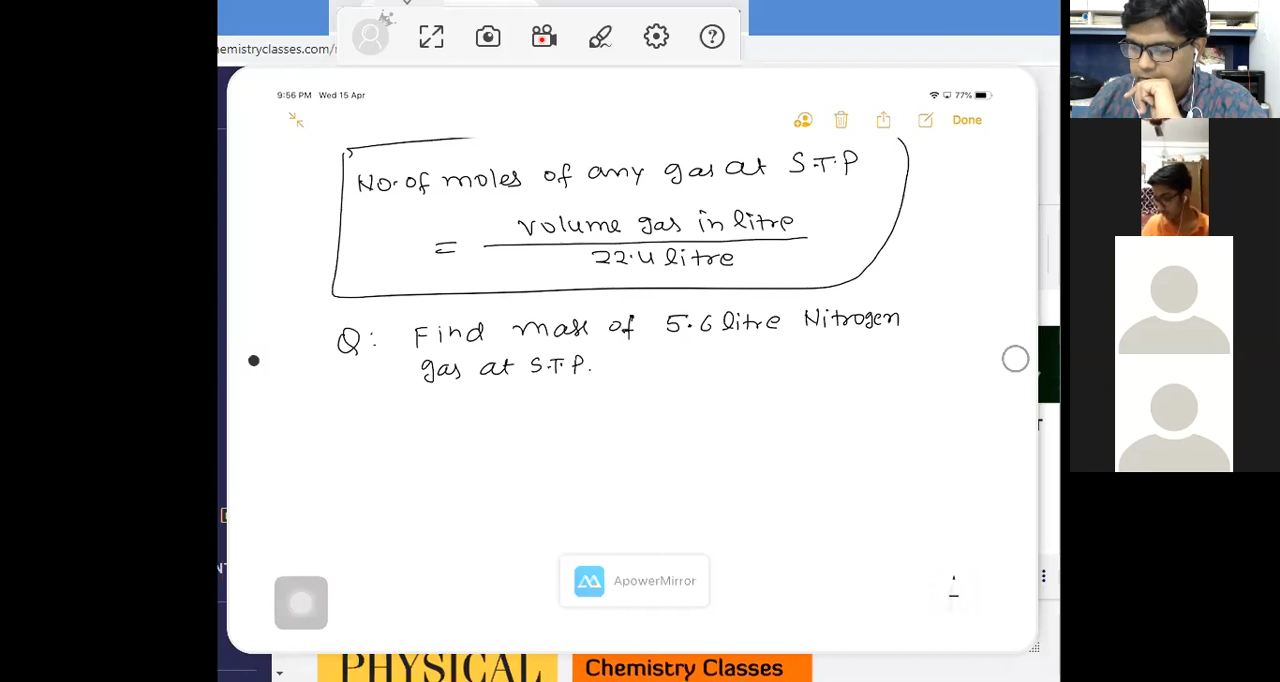 emistryclasses.com/
9:56 PM Wed 15 Apr
77%
Done
No. of moles of any gas at S.T.P
= volume gas in litre
22.4 litre
Q: Find mass of 5.6 litre Nitrogen
gas at S.T.P.
ApowerMirror
PHYSICAL
Chemistry Classes